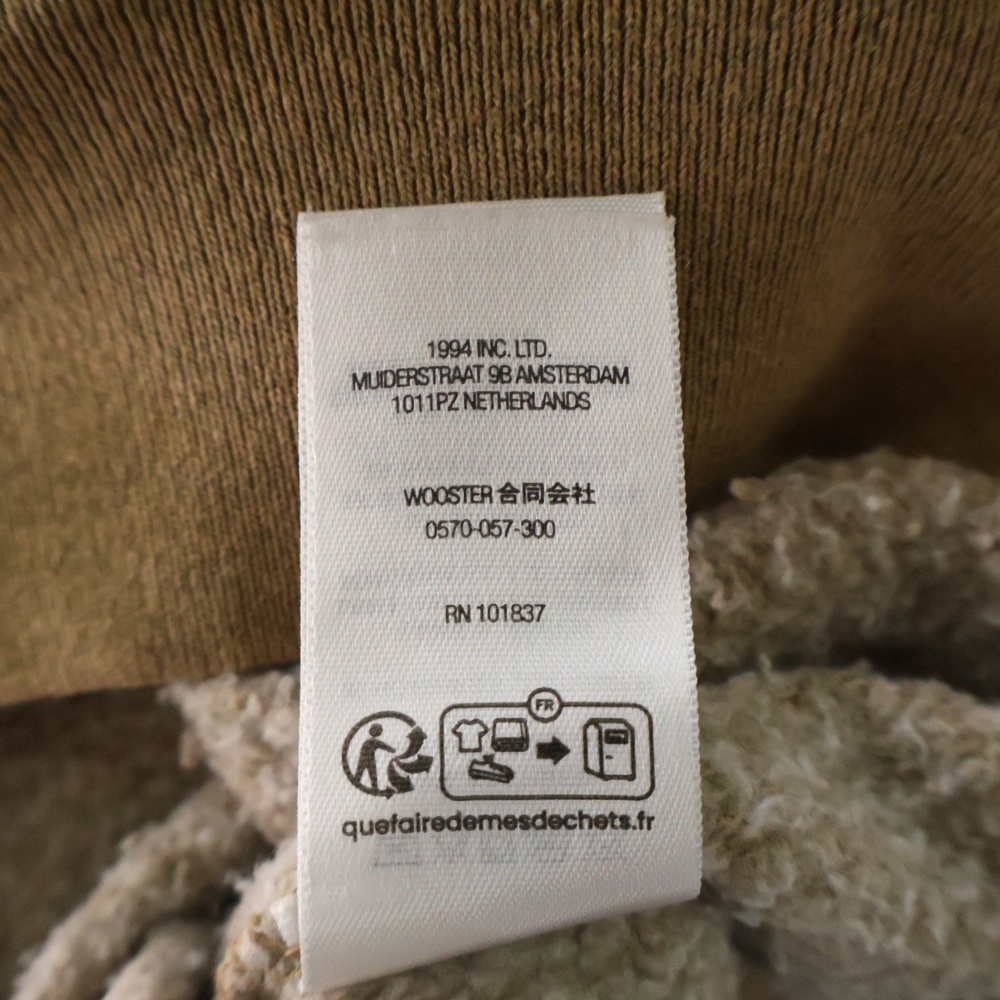 1994 INC. LTD.
MUIDERSTRAAT 9B AMSTERDAM
1011PZ NETHERLANDS
WOOSTER 合同会社
0570-057-300
RN 101837
FR
quefairedemesdechets.fr